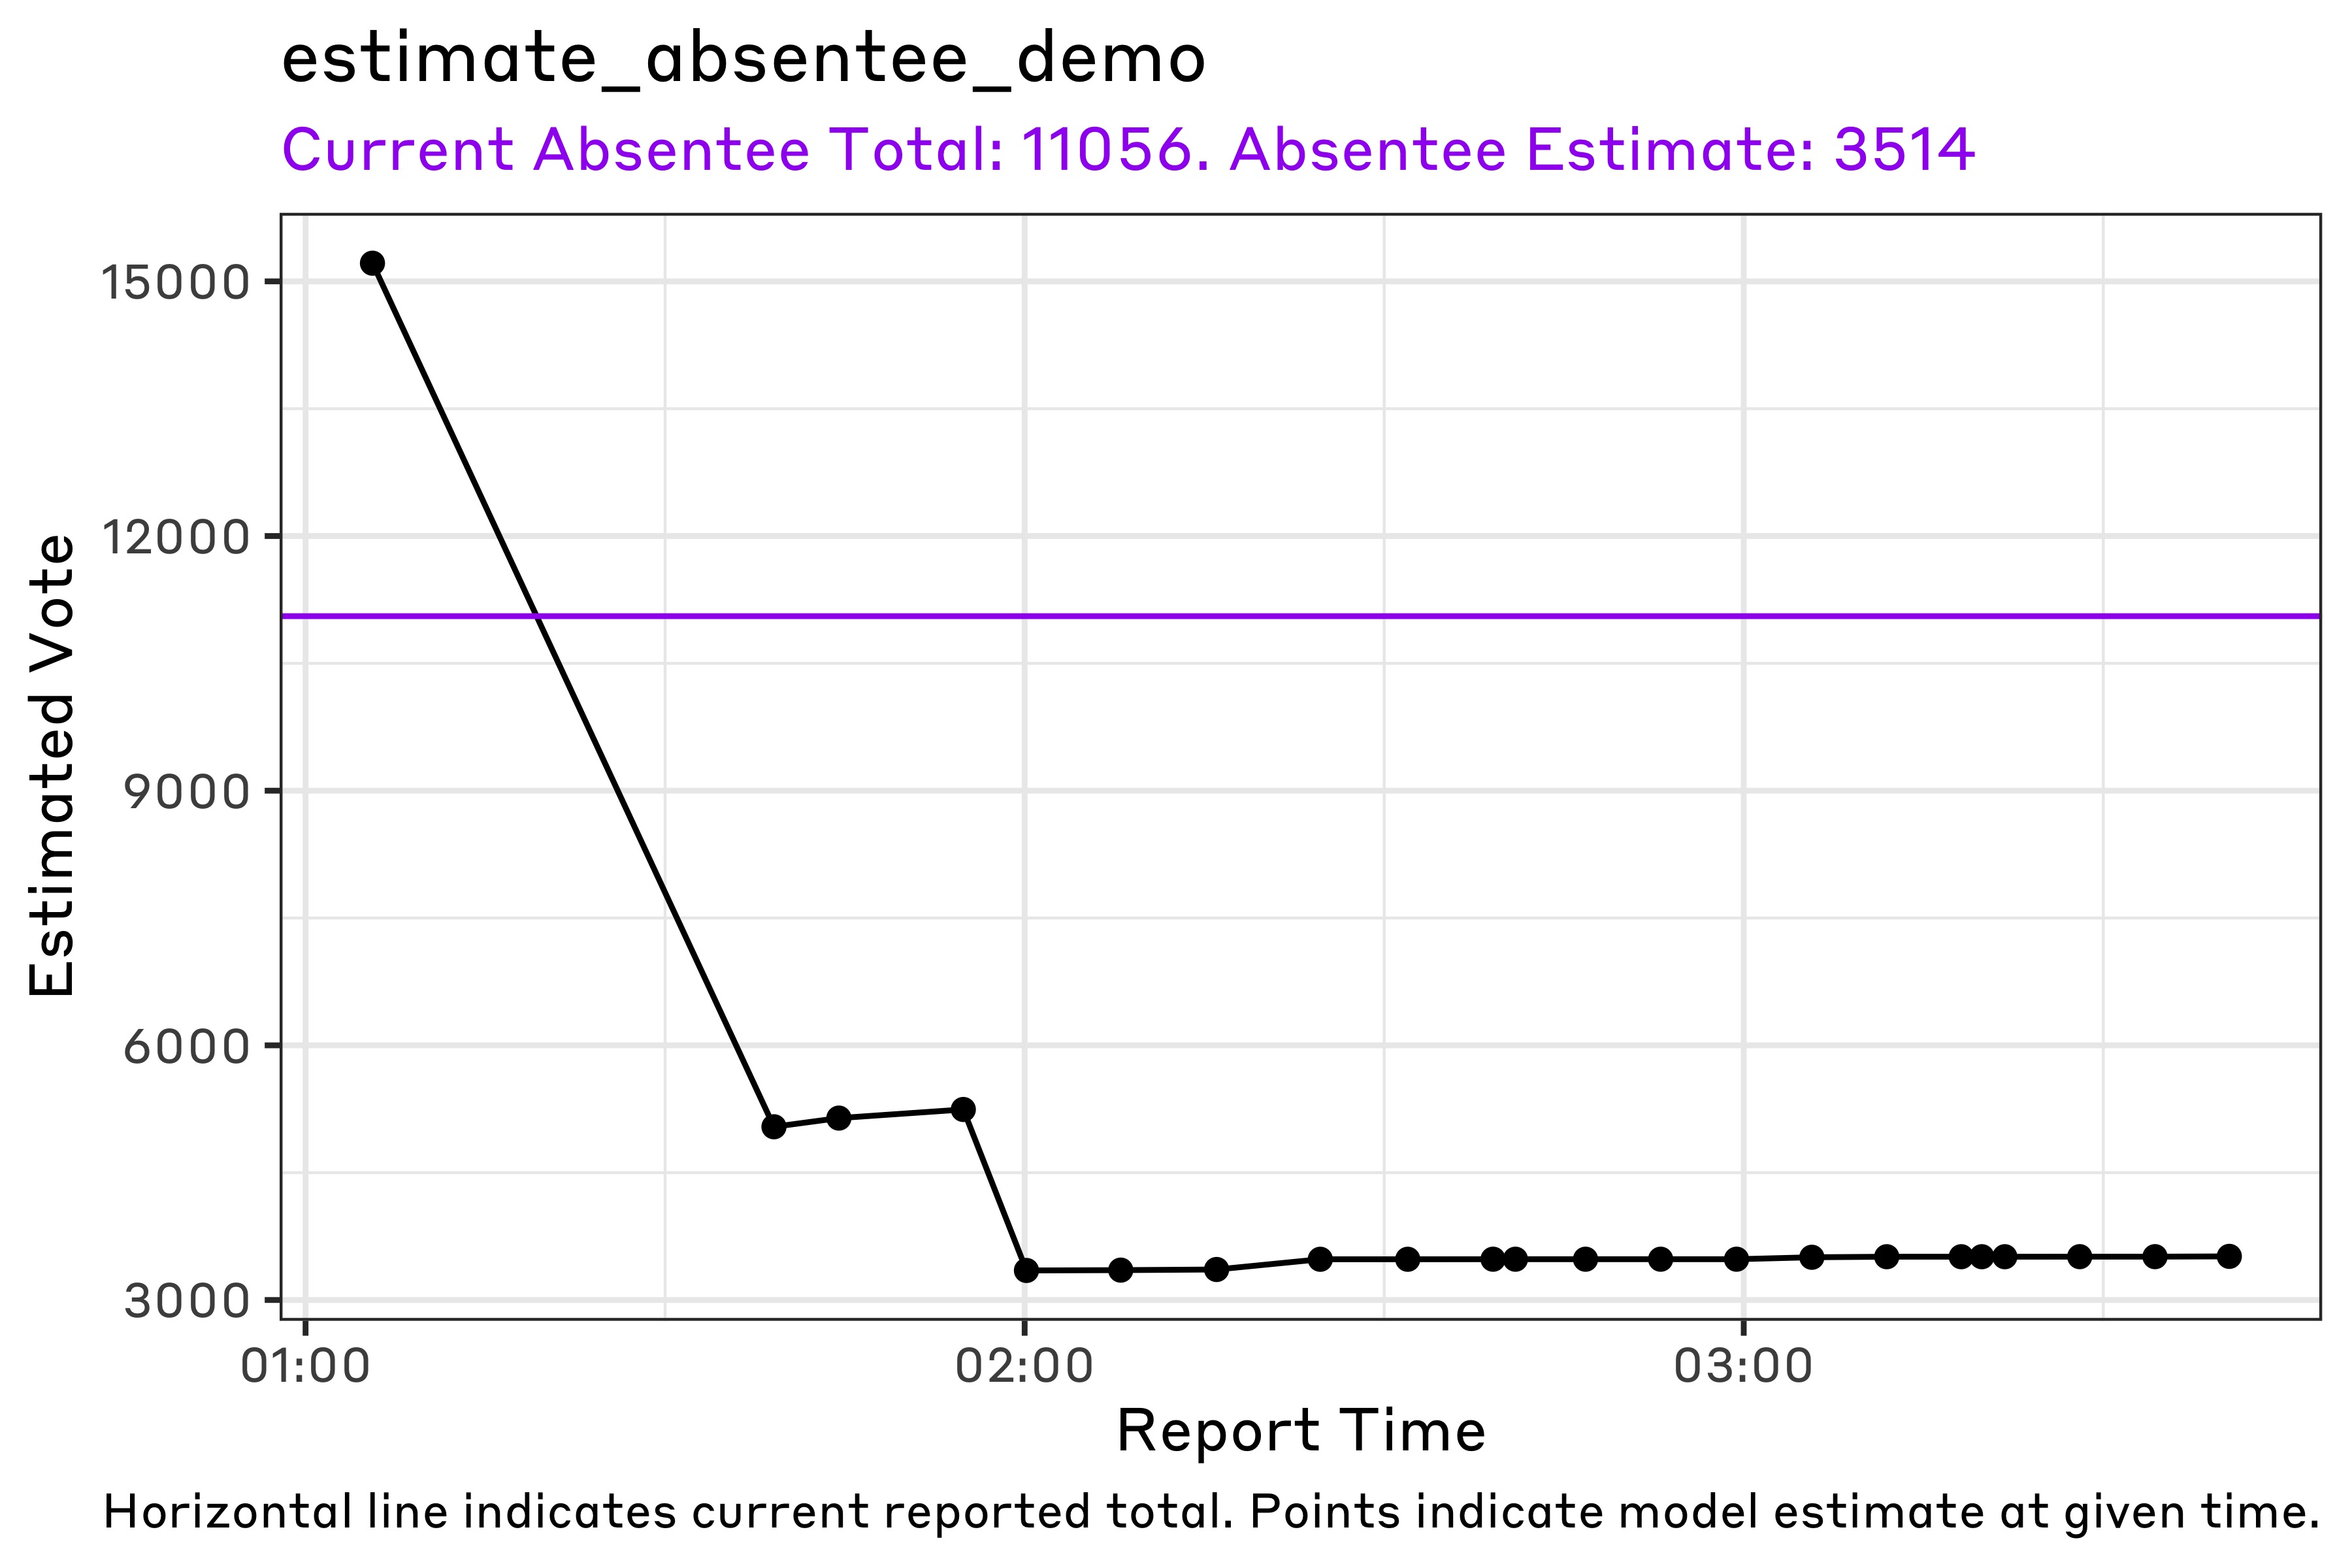 estimate_absentee_demo
Current Absentee Total: 11056. Absentee Estimate: 3514
Estimated Vote
15000
12000
9000
6000
3000
01:00 02:00 03:00
Report Time
Horizontal line indicates current reported total. Points indicate model estimate at given time.